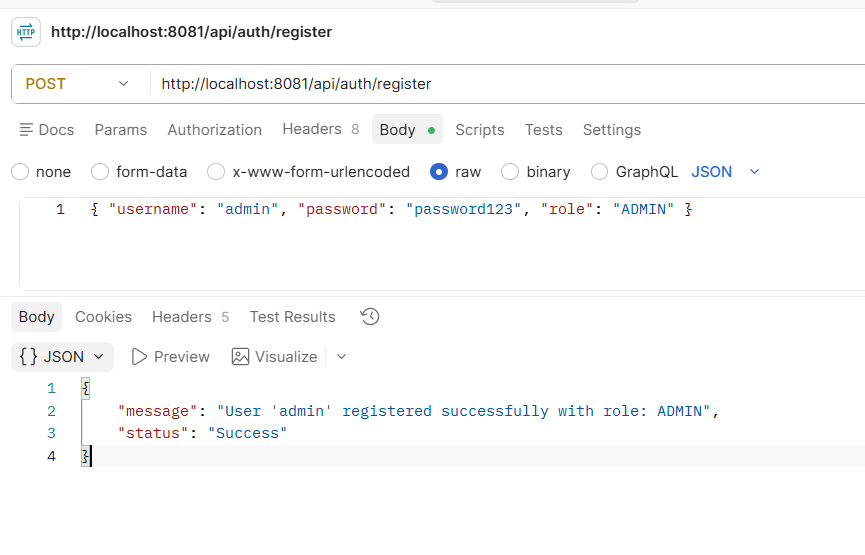 HTTP http://localhost:8081/api/auth/register
POST http://localhost:8081/api/auth/register
Docs Params Authorization Headers 8 Body Scripts Tests Settings
none form-data x-www-form-urlencoded raw binary GraphQL JSON
1 { "username": "admin", "password": "password123", "role": "ADMIN" }
Body Cookies Headers 5 Test Results
{} JSON Preview Visualize
1 {
2 "message": "User 'admin' registered successfully with role: ADMIN",
3 "status": "Success"
4 }